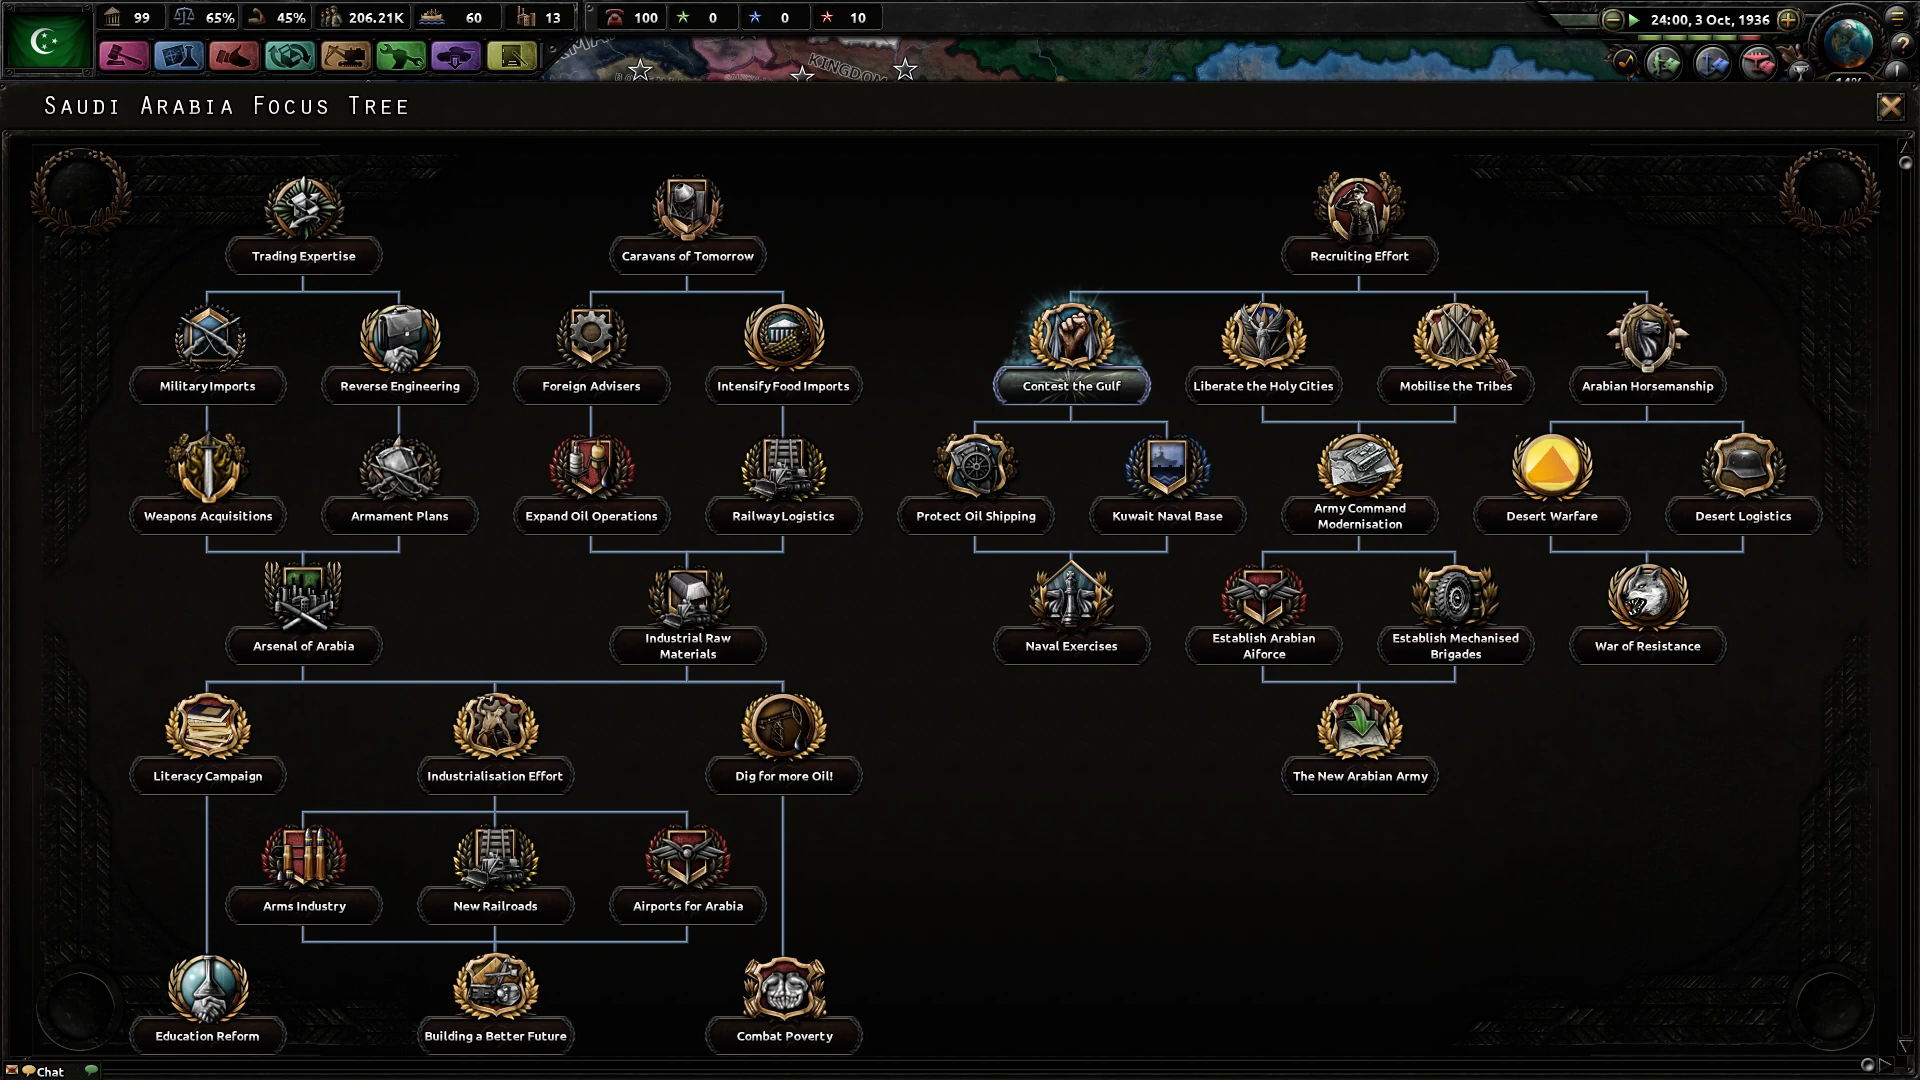 99 65% 45% 206.21K 60 13 100 0 0 10 24:00, 3 Oct, 1936
KINGDOM
14%
Saudi Arabia Focus Tree
Trading Expertise Caravans of Tomorrow Recruiting Effort
Military Imports Reverse Engineering Foreign Advisers Intensify Food Imports Contest the Gulf Liberate the Holy Cities Mobilise the Tribes Arabian Horsemanship
Weapons Acquisitions Armament Plans Expand Oil Operations Railway Logistics Protect Oil Shipping Kuwait Naval Base Army Command
Modernisation Desert Warfare Desert Logistics
Arsenal of Arabia Industrial Raw
Materials Naval Exercises Establish Arabian
Aiforce Establish Mechanised
Brigades War of Resistance
Literacy Campaign Industrialisation Effort Dig for more Oil! The New Arabian Army
Arms Industry New Railroads Airports for Arabia
Education Reform Building a Better Future Combat Poverty
Chat